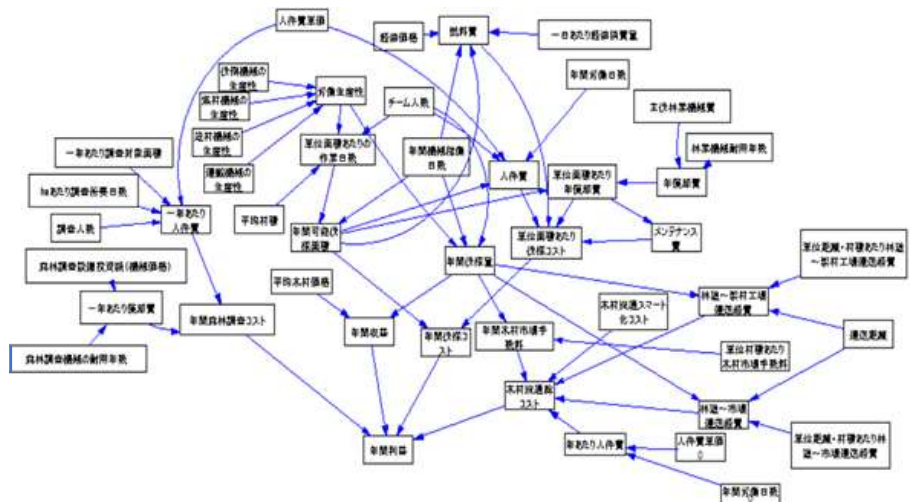 人件費単価
燃料費
軽油価格
一日あたり軽油消費量
伐倒機械の
生産性
労働生産性
年間労働日数
チーム人数
主伐林業機械費
造材機械の
生産性
単位面積あたりの
作業日数
年間機械稼働
日数
林業機械耐用年数
一年あたり調査対象面積
運搬機械の
生産性
人件費
単位面積あたり
年償却費
年償却費
haあたり調査所要日数
一年あたり
人件費
平均材積
調査人数
年間可能伐
採面積
単位面積あたり
伐採コスト
メンテナンス
費
年間伐採量
単位距離・材積あたり林道
～製材工場運送経費
森林調査設備投資額(機械価格)
平均木材価格
一年あたり償却費
年間森林調査コスト
木材流通スマート
化コスト
林道～製材工場
運送経費
年間収益
年間伐採コ
スト
年間木材市場手
数料
運送距離
森林調査機械の耐用年数
単位材積あたり
木材市場手数料
木材流通総
コスト
林道～市場
運送経費
年間利益
年あたり人件費
人件費単価
0
単位距離・材積あたり林
道～市場運送経費
年間労働日数